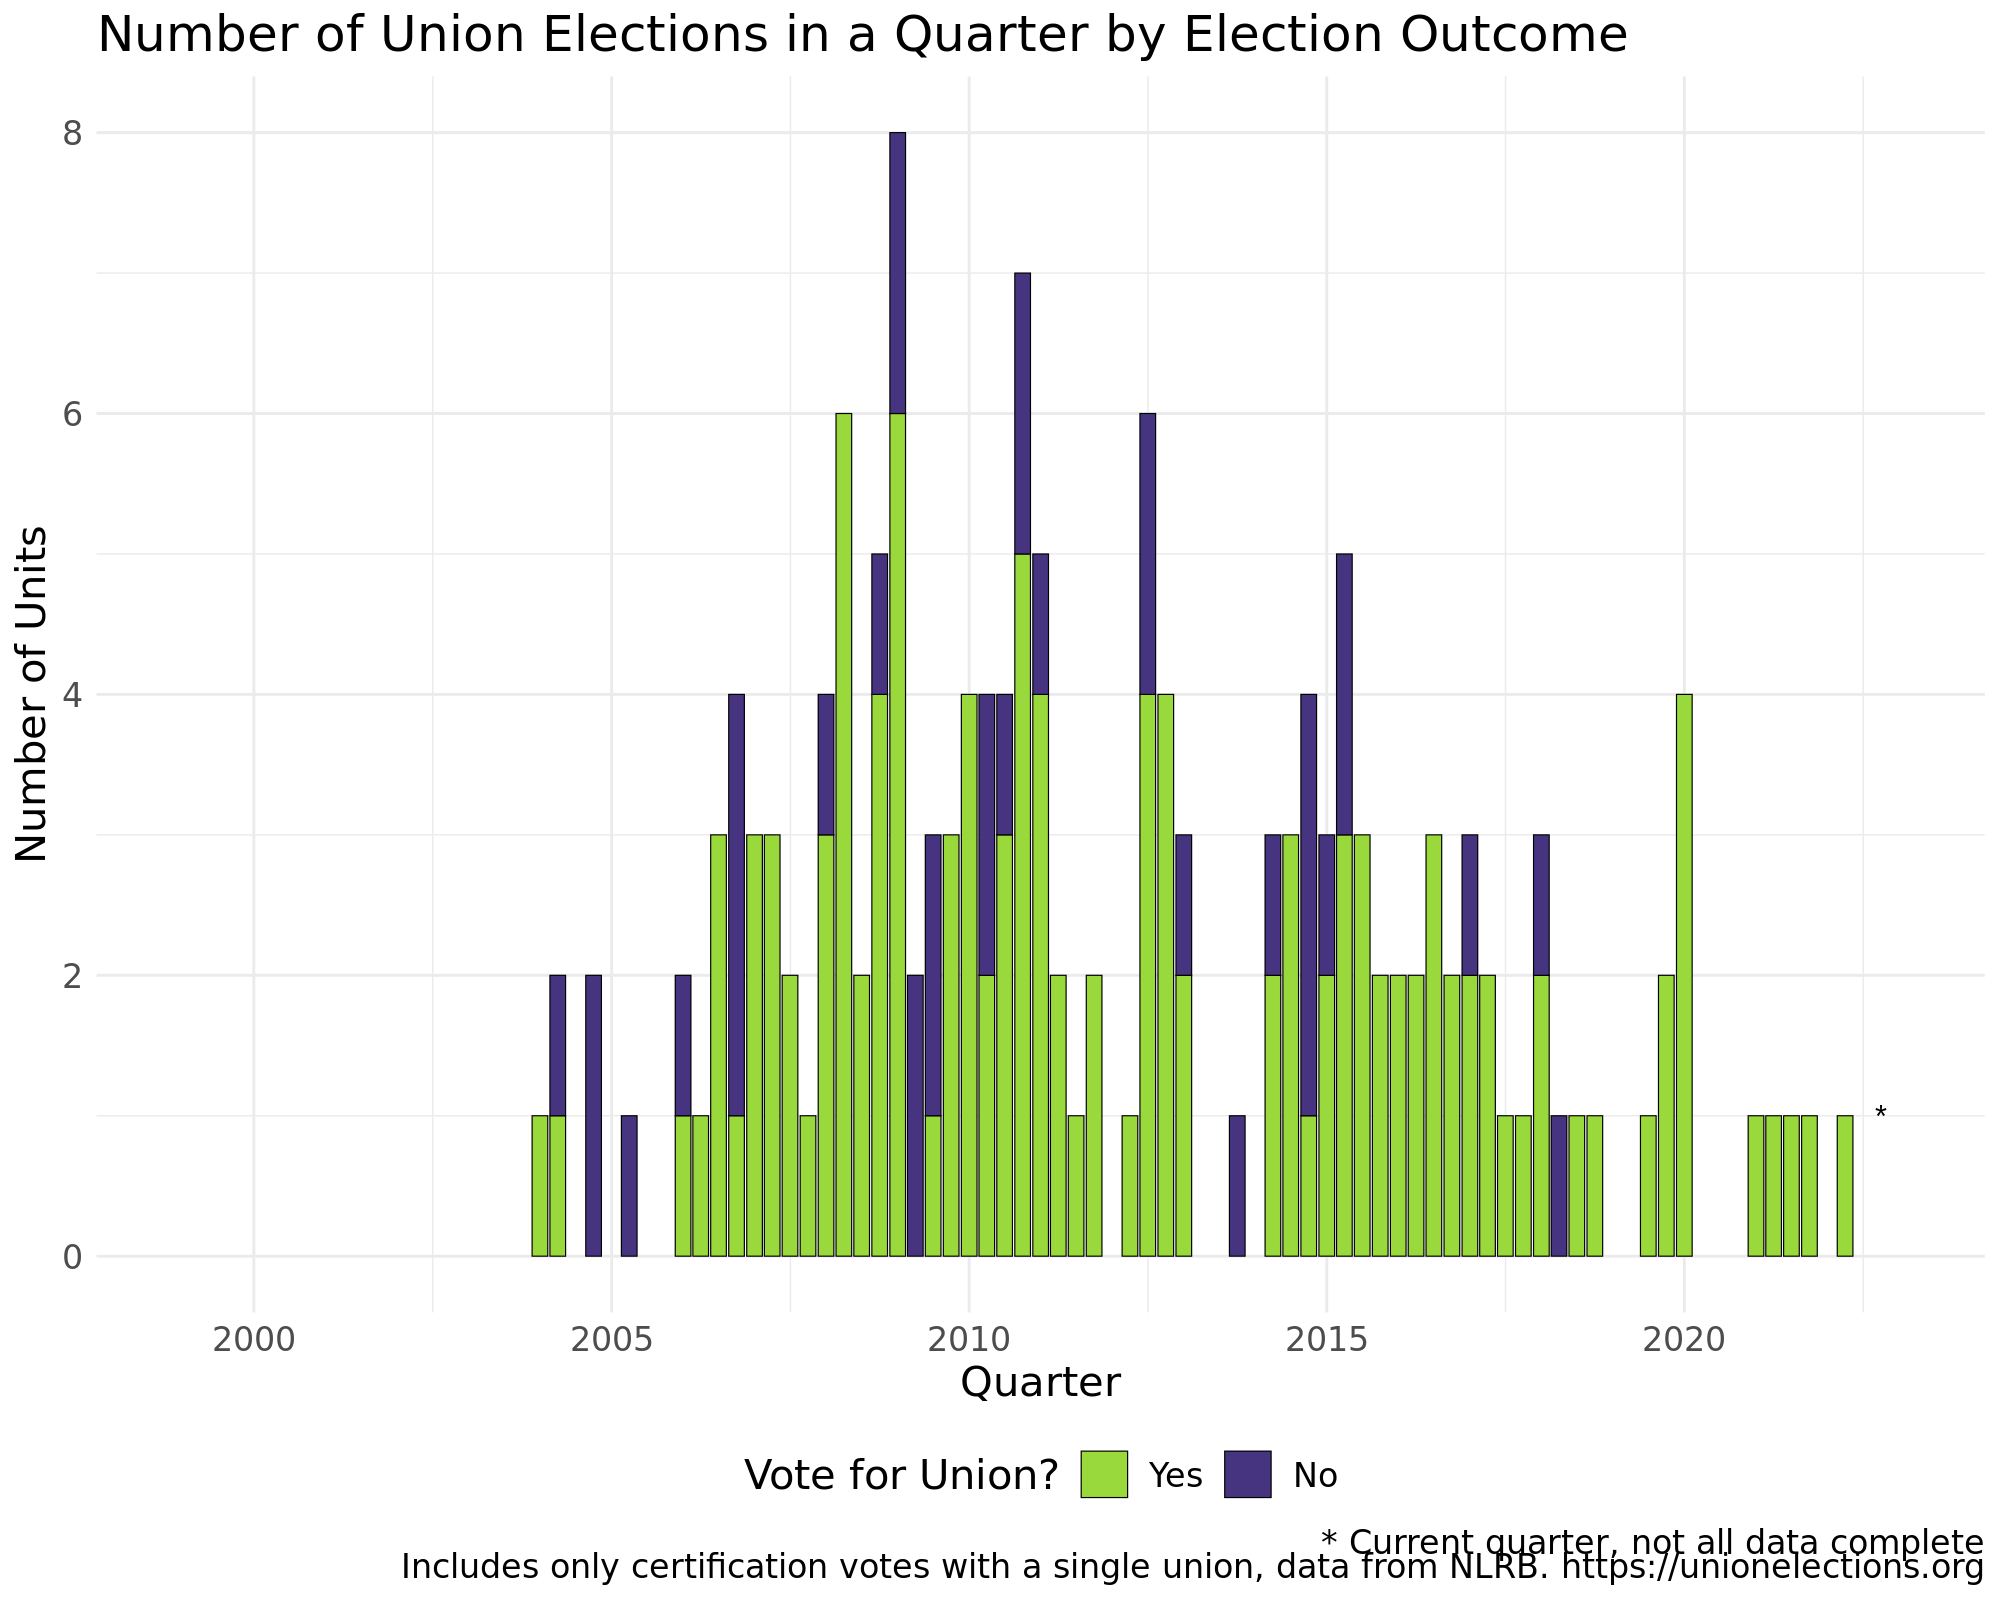 Number of Union Elections in a Quarter by Election Outcome
8
6
4
2
0
Number of Units
*
2000 2005 2010 2015 2020
Quarter
Vote for Union? Yes No
* Current quarter, not all data complete
Includes only certification votes with a single union, data from NLRB. https://unionelections.org